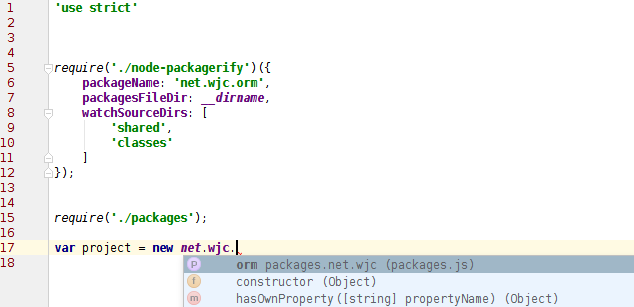 1 'use strict'
2
3
4
5 require('./node-packagerify')({
6 packageName: 'net.wjc.orm',
7 packagesFileDir: __dirname,
8 watchSourceDirs: [
9 'shared',
10 'classes'
11 ]
12 });
13
14
15 require('./packages');
16
17 var project = new net.wjc.
18
P orm packages.net.wjc (packages.js)
f constructor (Object)
m hasOwnProperty([string] propertyName) (Object)